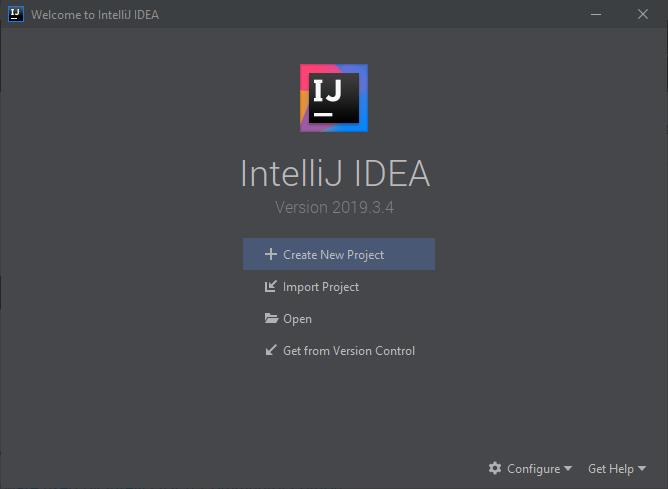 Welcome to IntelliJ IDEA
IJ
IntelliJ IDEA
Version 2019.3.4
Create New Project
Import Project
Open
Get from Version Control
Configure
Get Help